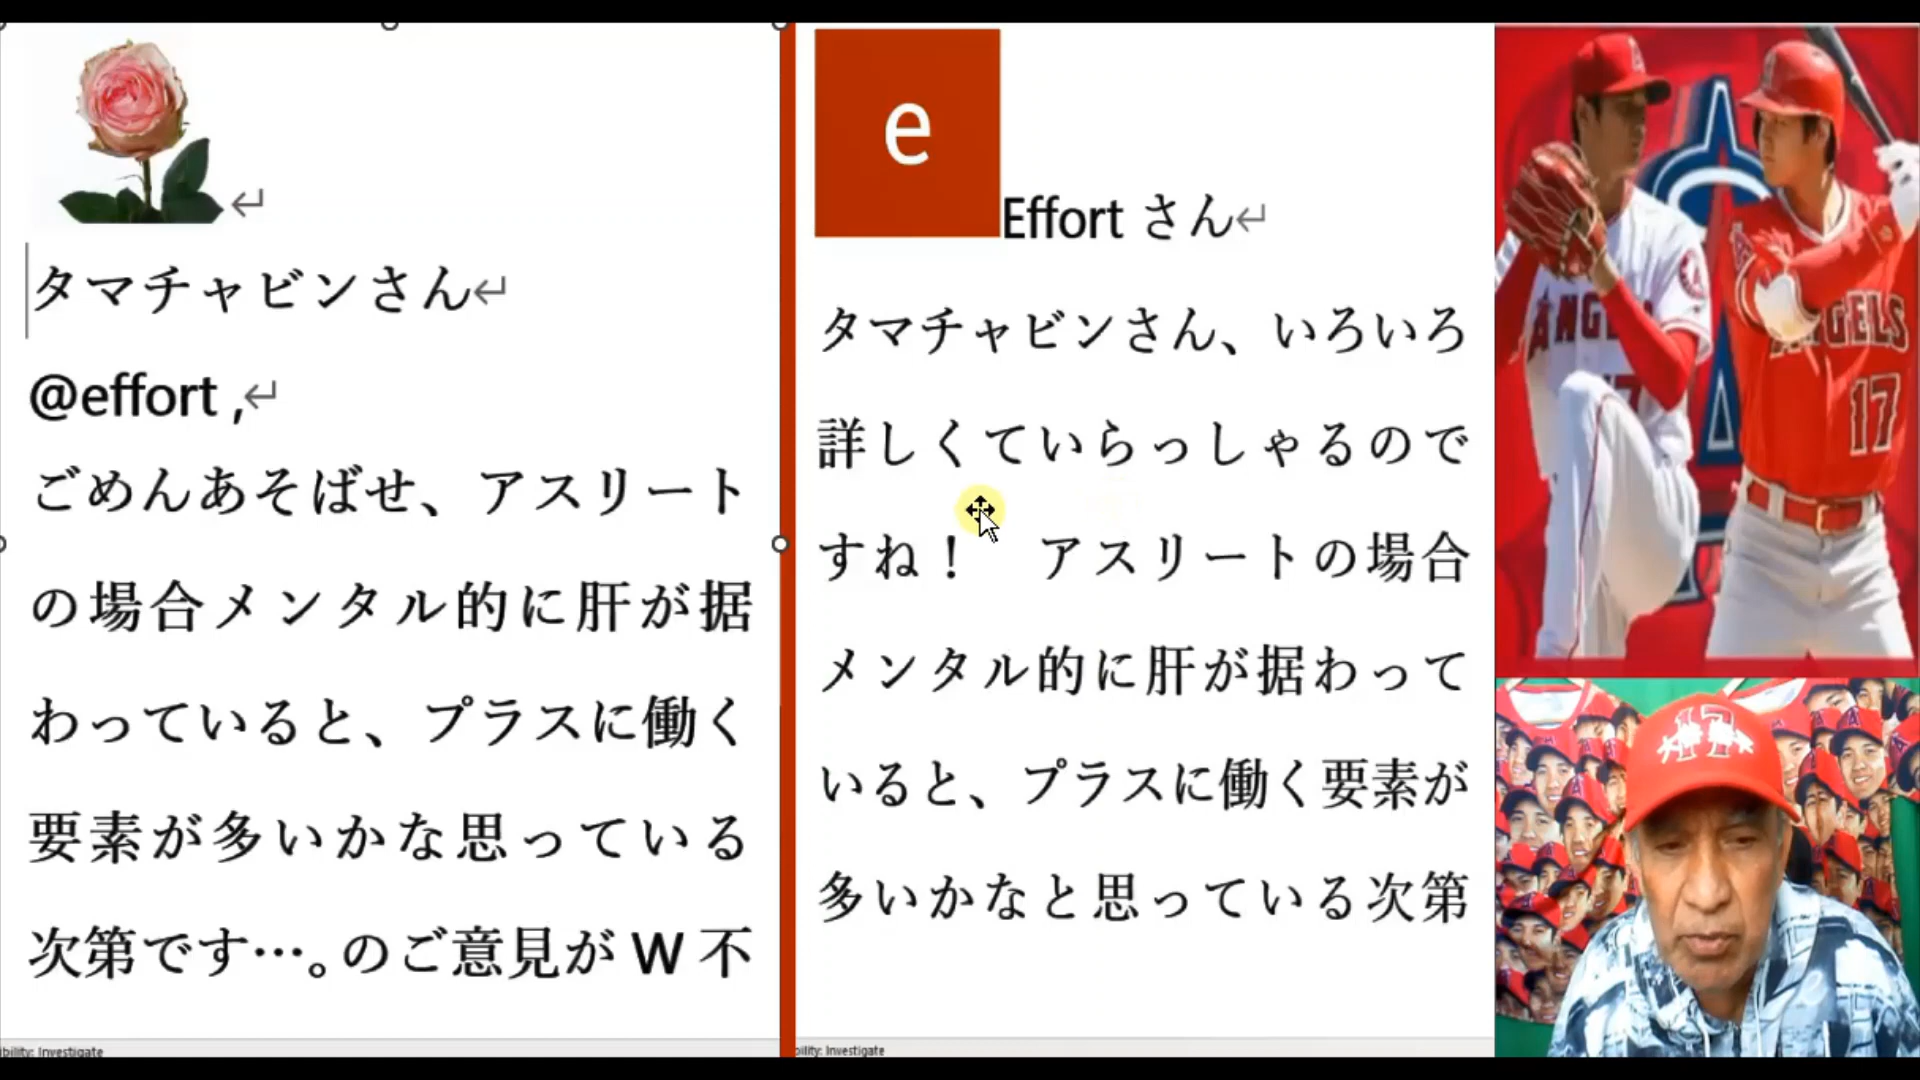 タマチャビンさん
@effort ,
ごめんあそばせ、アスリート
の場合メンタル的に肝が据
わっていると、プラスに働く
要素が多いかな思っている
次第です…。のご意見が W 不
bility: Investigate
e
Effort さん
タマチャビンさん、いろいろ
詳しくていらっしゃるので
すね！　アスリートの場合
メンタル的に肝が据わって
いると、プラスに働く要素が
多いかなと思っている次第
bility: Investigate
ANGELS
17
17